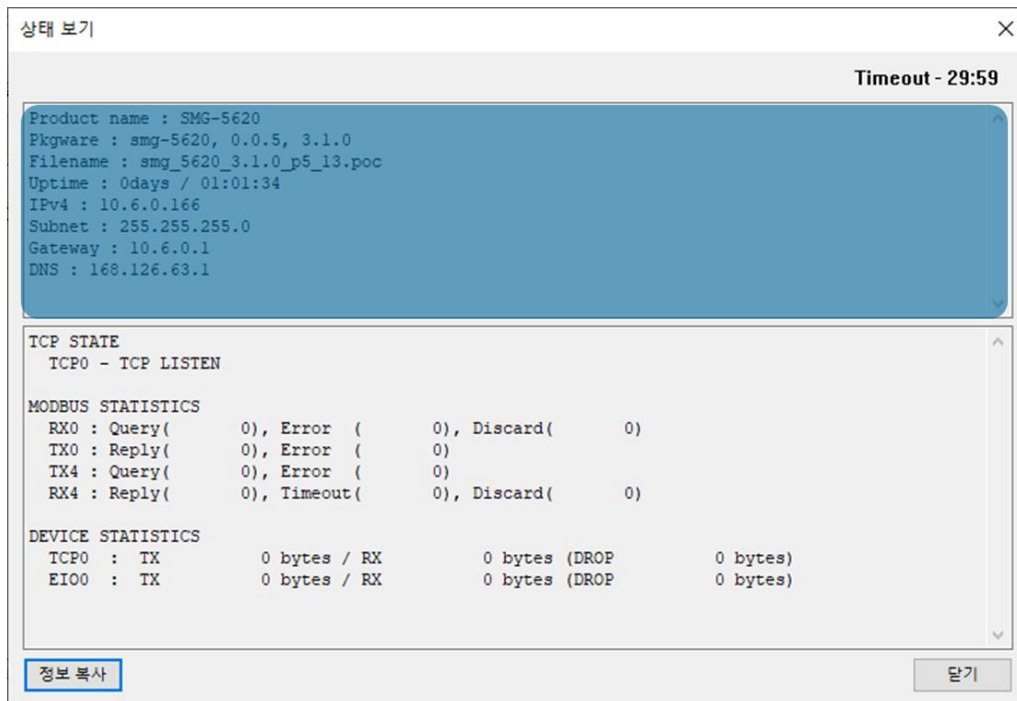 상태 보기
Timeout - 29:59
Product name : SMG-5620
Pkgware : smg-5620, 0.0.5, 3.1.0
Filename : smg_5620_3.1.0_p5_13.poc
Uptime : 0days / 01:01:34
IPv4 : 10.6.0.166
Subnet : 255.255.255.0
Gateway : 10.6.0.1
DNS : 168.126.63.1
TCP STATE
TCP0 - TCP LISTEN
MODBUS STATISTICS
RX0 : Query( 0), Error ( 0), Discard( 0)
TX0 : Reply( 0), Error ( 0)
TX4 : Query( 0), Error ( 0)
RX4 : Reply( 0), Timeout( 0), Discard( 0)
DEVICE STATISTICS
TCP0 : TX 0 bytes / RX 0 bytes (DROP 0 bytes)
EIO0 : TX 0 bytes / RX 0 bytes (DROP 0 bytes)
정보 복사 닫기